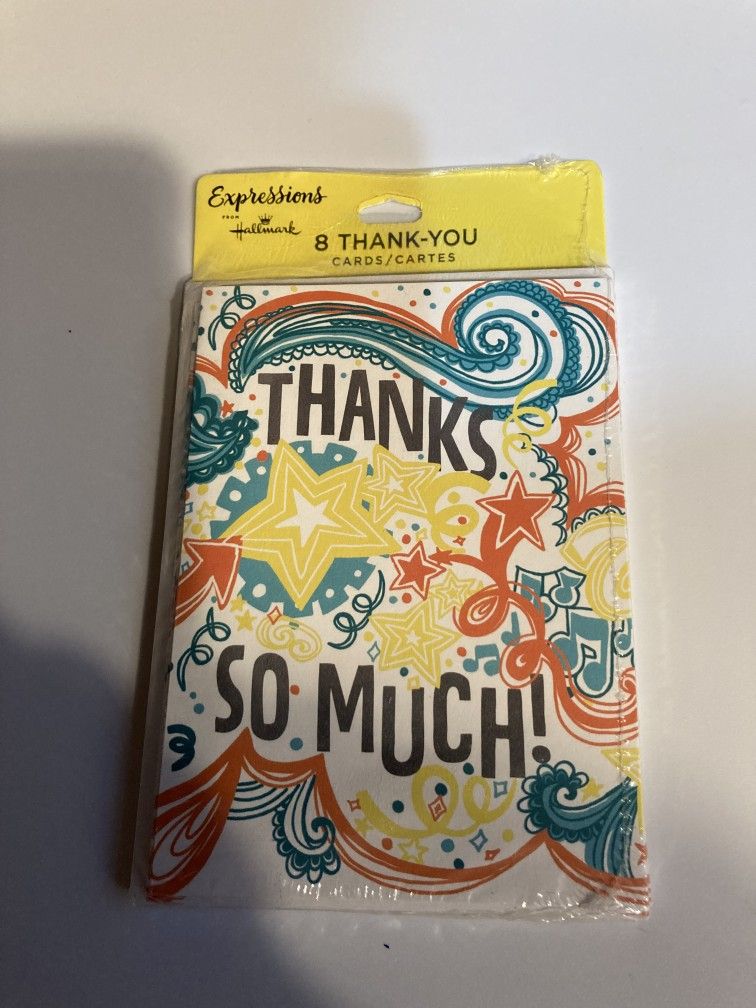 Expressions
FROM
Hallmark
8 THANK-YOU
CARDS/CARTES
THANKS
SO MUCH!